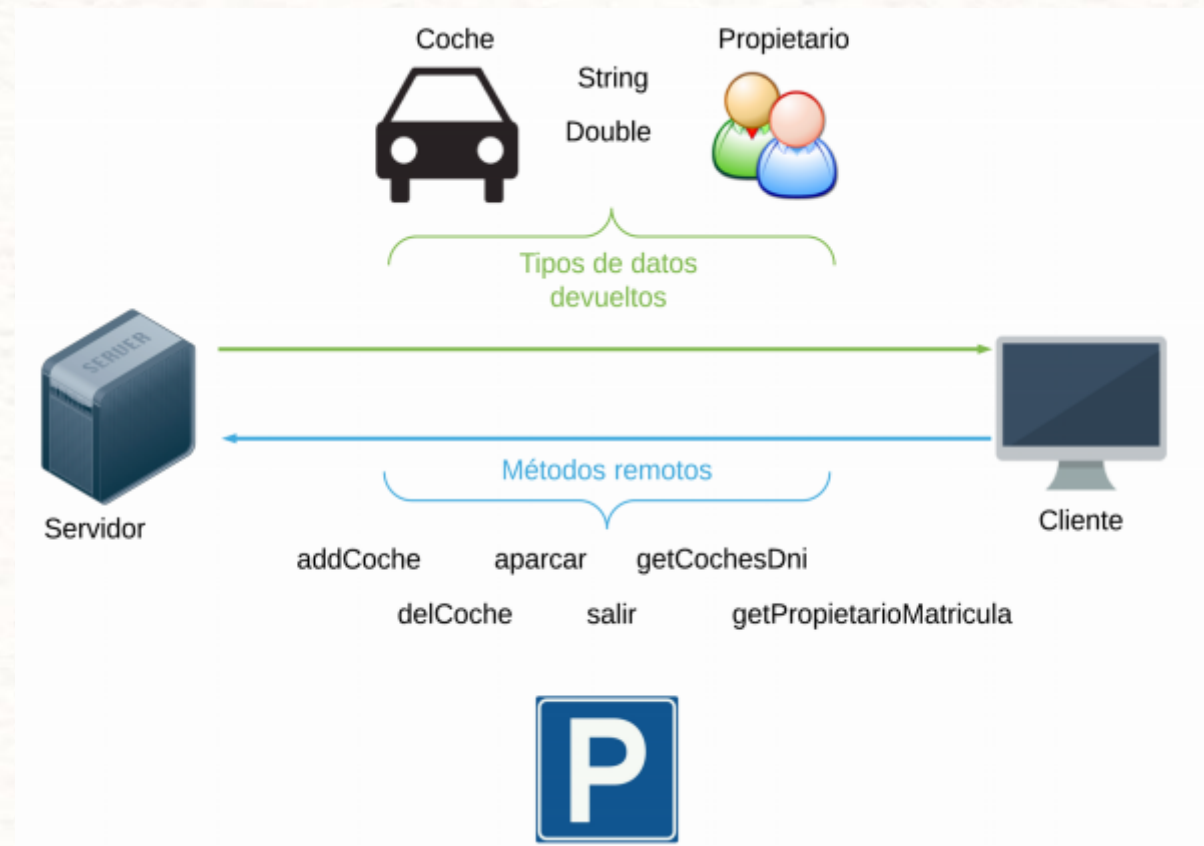 Coche
Propietario
String
Double
Tipos de datos
devueltos
SERVER
Servidor
Métodos remotos
Cliente
addCoche aparcar getCochesDni
delCoche salir getPropietarioMatricula
P